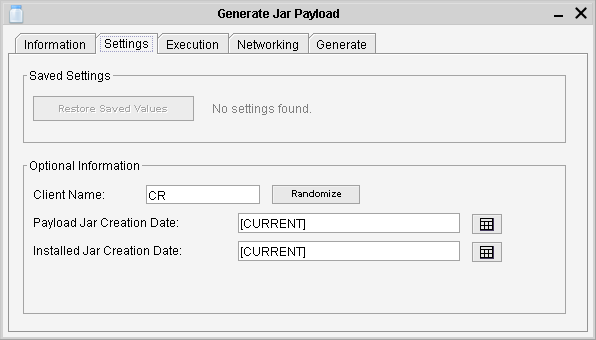 Generate Jar Payload
Information Settings Execution Networking Generate
Saved Settings
Restore Saved Values No settings found.
Optional Information
Client Name: CR Randomize
Payload Jar Creation Date: [CURRENT]
Installed Jar Creation Date: [CURRENT]